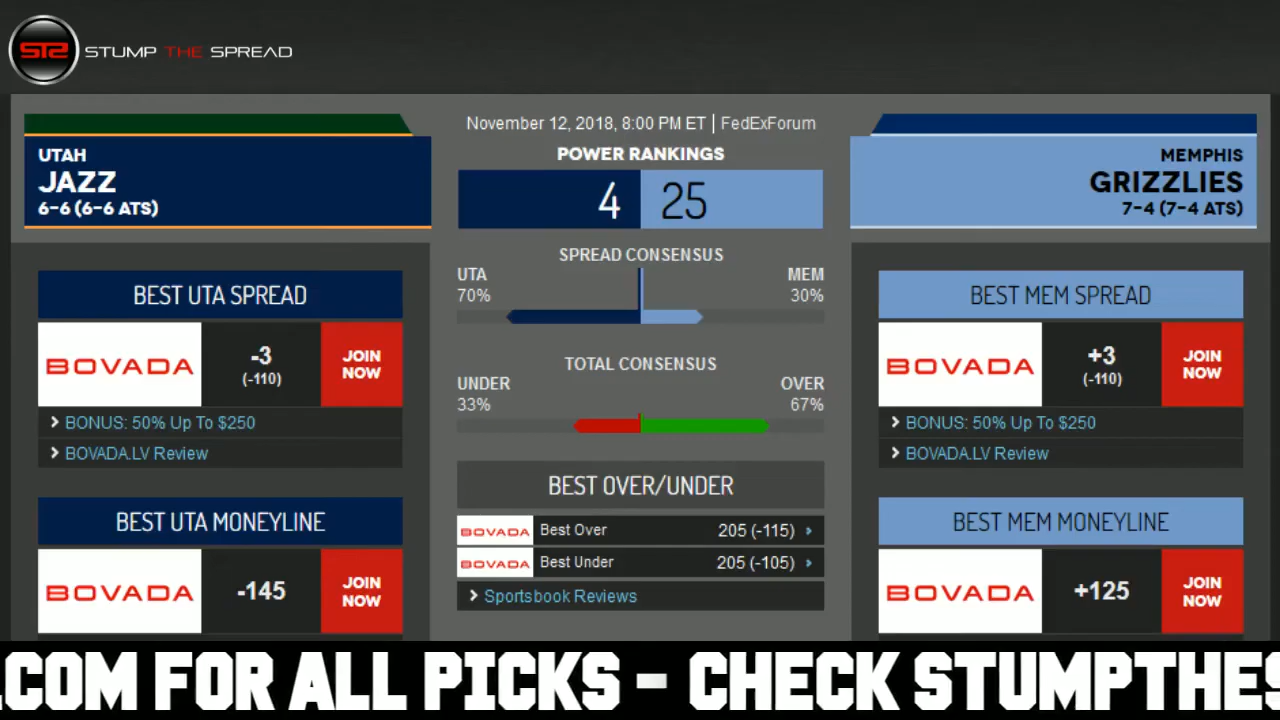 STS STUMP THE SPREAD
November 12, 2018, 8:00 PM ET | FedExForum
POWER RANKINGS
4 25
UTAH
JAZZ
6-6 (6-6 ATS)
MEMPHIS
GRIZZLIES
7-4 (7-4 ATS)
SPREAD CONSENSUS
UTA MEM
70% 30%
TOTAL CONSENSUS
UNDER OVER
33% 67%
BEST UTA SPREAD
BOVADA
-3
(-110)
JOIN
NOW
BONUS: 50% Up To $250
BOVADA.LV Review
BEST UTA MONEYLINE
BOVADA
-145
JOIN
NOW
BEST OVER/UNDER
BOVADA Best Over 205 (-115)
BOVADA Best Under 205 (-105)
Sportsbook Reviews
BEST MEM SPREAD
BOVADA
+3
(-110)
JOIN
NOW
BONUS: 50% Up To $250
BOVADA.LV Review
BEST MEM MONEYLINE
BOVADA
+125
JOIN
NOW
.COM FOR ALL PICKS - CHECK STUMPTHES